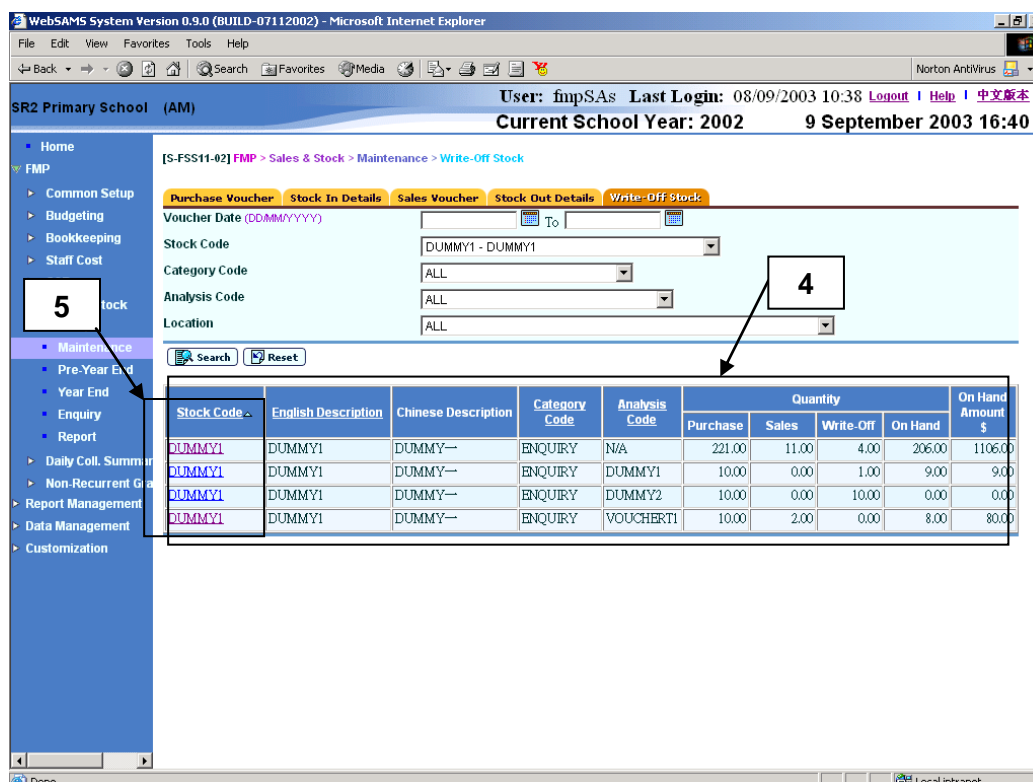 WebSAMS System Version 0.9.0 (BUILD-07112002) - Microsoft Internet Explorer
File Edit View Favorites Tools Help
Back Search Favorites Media Norton AntiVirus
SR2 Primary School (AM)
User: fmpSAs Last Login: 08/09/2003 10:38 Logout | Help | 中文版本
Current School Year: 2002 9 September 2003 16:40
Home
FMP
Common Setup
Budgeting
Bookkeeping
Staff Cost
tock
Maintenance
Pre-Year End
Year End
Enquiry
Report
Daily Coll. Summar
Non-Recurrent Gra
Report Management
Data Management
Customization
[S-FSS11-02] FMP > Sales & Stock > Maintenance > Write-Off Stock
Purchase Voucher Stock In Details Sales Voucher Stock Out Details Write-Off Stock
Voucher Date (DD/MM/YYYY) To
Stock Code DUMMY1 - DUMMY1
Category Code ALL
Analysis Code ALL
Location ALL
4
5
Search Reset
Stock Code English Description Chinese Description Category Code Analysis Code Quantity On Hand Amount $
Purchase Sales Write-Off On Hand
DUMMY1 DUMMY1 DUMMY一 ENQUIRY N/A 221.00 11.00 4.00 206.00 1106.00
DUMMY1 DUMMY1 DUMMY一 ENQUIRY DUMMY1 10.00 0.00 1.00 9.00 9.00
DUMMY1 DUMMY1 DUMMY一 ENQUIRY DUMMY2 10.00 0.00 10.00 0.00 0.00
DUMMY1 DUMMY1 DUMMY一 ENQUIRY VOUCHERT1 10.00 2.00 0.00 8.00 80.00
Done Local intranet